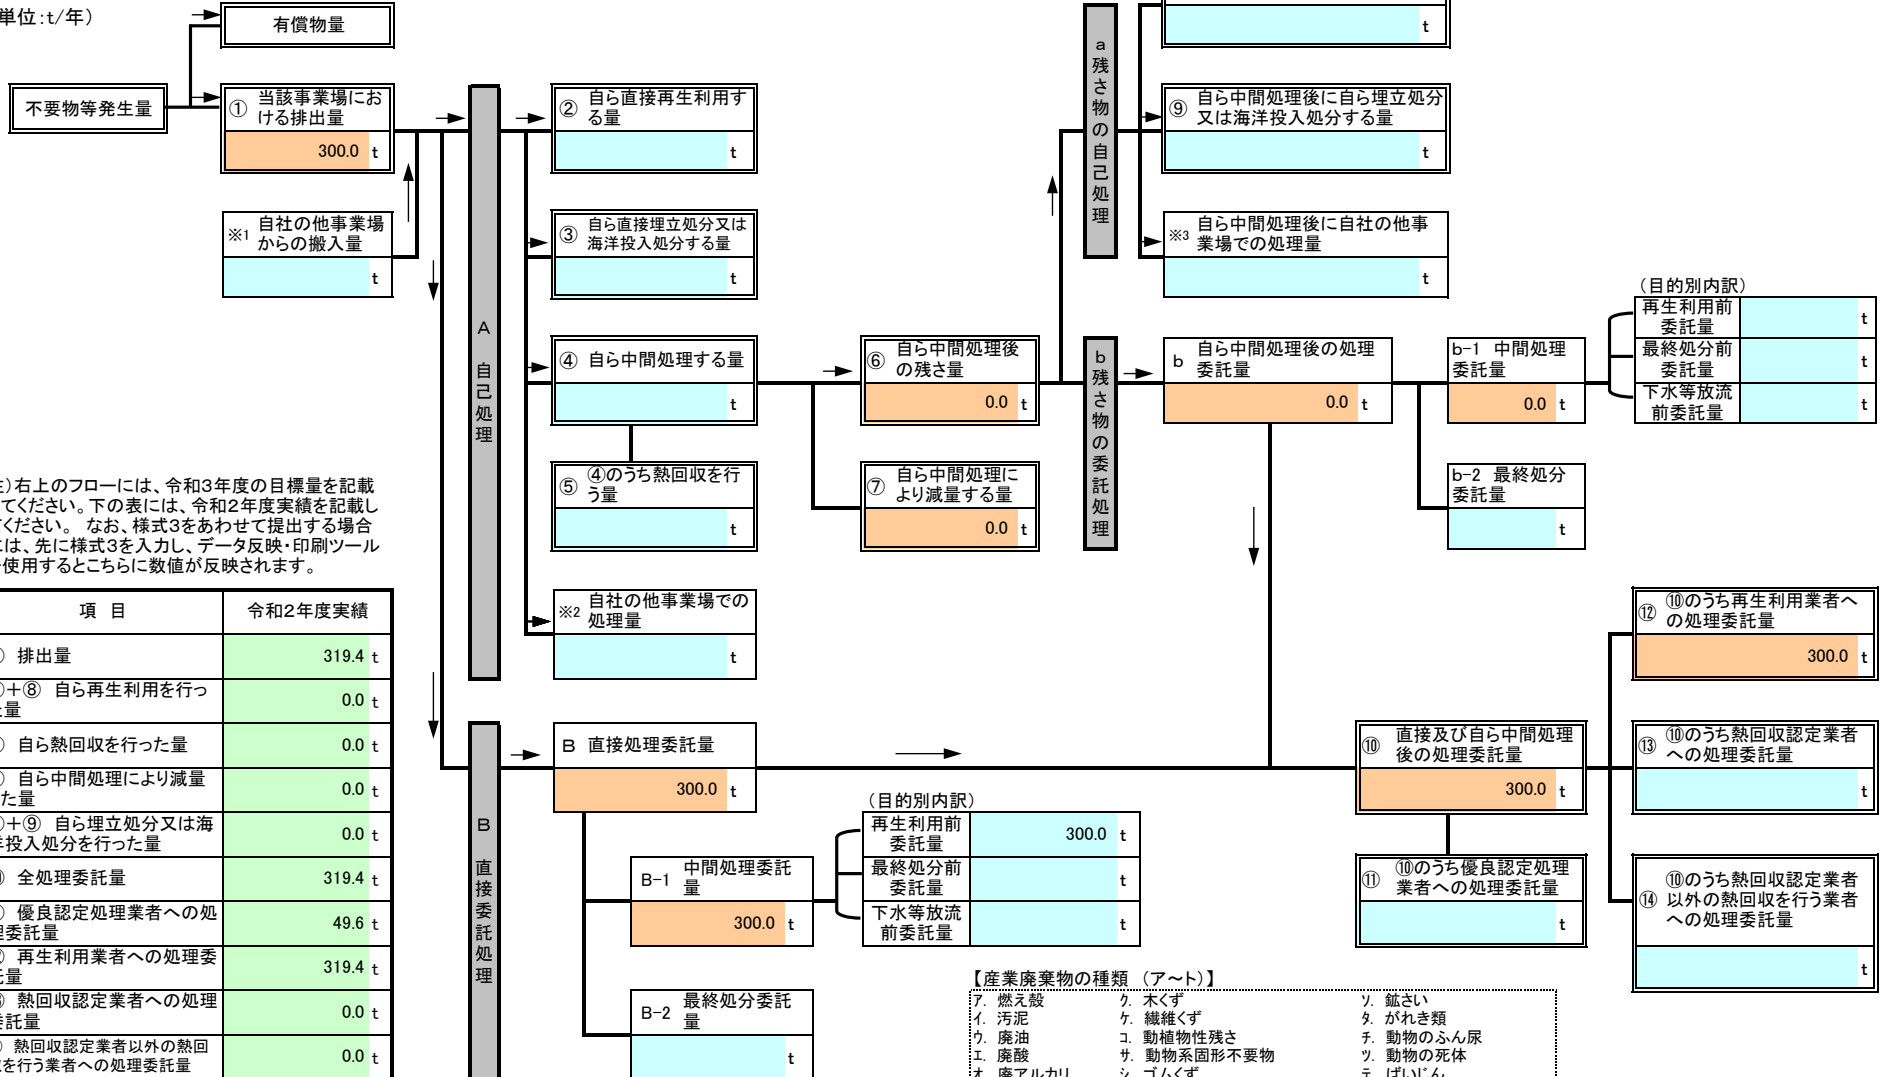 単位：t/年）
有償物量
不要物等発生量
① 当該事業場にお
ける排出量
300.0 t
※1 自社の他事業場
からの搬入量
t
A 自己処理
② 自ら直接再生利用す
る量
t
③ 自ら直接埋立処分又は
海洋投入処分する量
t
④ 自ら中間処理する量
t
⑤ ④のうち熱回収を行
う量
t
※2 自社の他事業場での
処理量
t
⑥ 自ら中間処理後
の残さ量
0.0 t
⑦ 自ら中間処理に
より減量する量
0.0 t
a 残さ物の自己処理
t
⑨ 自ら中間処理後に自ら埋立処分
又は海洋投入処分する量
t
※3 自ら中間処理後に自社の他事
業場での処理量
t
b 残さ物の委託処理
b 自ら中間処理後の処理
委託量
0.0 t
b-1 中間処理
委託量
0.0 t
（目的別内訳）
再生利用前
委託量
t
最終処分前
委託量
t
下水等放流
前委託量
t
b-2 最終処分
委託量
t
）右上のフローには、令和3年度の目標量を記載
てください。下の表には、令和2年度実績を記載し
ください。 なお、様式3をあわせて提出する場合
は、先に様式3を入力し、データ反映・印刷ツール
使用するとこちらに数値が反映されます。
項 目 令和2年度実績
排出量 319.4 t
＋⑧ 自ら再生利用を行っ
量 0.0 t
自ら熱回収を行った量 0.0 t
自ら中間処理により減量
た量 0.0 t
＋⑨ 自ら埋立処分又は海
投入処分を行った量 0.0 t
全処理委託量 319.4 t
優良認定処理業者への処
委託量 49.6 t
再生利用業者への処理委
量 319.4 t
熱回収認定業者への処理
託量 0.0 t
熱回収認定業者以外の熱回
を行う業者への処理委託量 0.0 t
B 直接委託処理
B 直接処理委託量
300.0 t
B-1 中間処理委託
量
300.0 t
（目的別内訳）
再生利用前
委託量
300.0 t
最終処分前
委託量
t
下水等放流
前委託量
t
B-2 最終処分委託
量
t
⑩ 直接及び自ら中間処理
後の処理委託量
300.0 t
⑪ ⑩のうち優良認定処理
業者への処理委託量
t
⑫ ⑩のうち再生利用業者へ
の処理委託量
300.0 t
⑬ ⑩のうち熱回収認定業者
への処理委託量
t
⑭ ⑩のうち熱回収認定業者
以外の熱回収を行う業者
への処理委託量
t
【産業廃棄物の種類 （ア～ト）】
ア. 燃え殻 ク. 木くず ソ. 鉱さい
イ. 汚泥 ケ. 繊維くず タ. がれき類
ウ. 廃油 コ. 動植物性残さ チ. 動物のふん尿
エ. 廃酸 サ. 動物系固形不要物 ツ. 動物の死体
オ. 廃アルカリ シ. ゴムくず テ. ばいじん